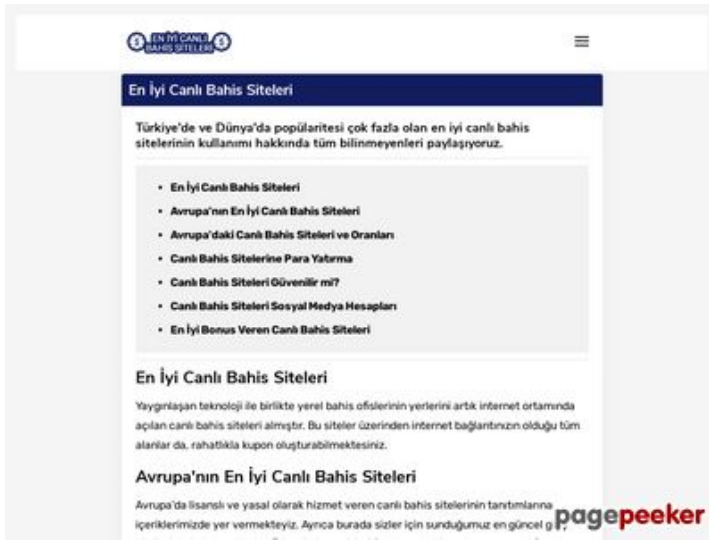 EN İYİ CANLI
BAHİS SİTELERİ
En İyi Canlı Bahis Siteleri
Türkiye'de ve Dünya'da popülaritesi çok fazla olan en iyi canlı bahis
sitelerinin kullanımı hakkında tüm bilinmeyenleri paylaşıyoruz.
• En İyi Canlı Bahis Siteleri
• Avrupa'nın En İyi Canlı Bahis Siteleri
• Avrupa'daki Canlı Bahis Siteleri ve Oranları
• Canlı Bahis Sitelerine Para Yatırma
• Canlı Bahis Siteleri Güvenilir mi?
• Canlı Bahis Siteleri Sosyal Medya Hesapları
• En İyi Bonus Veren Canlı Bahis Siteleri
En İyi Canlı Bahis Siteleri
Yaygınlaşan teknoloji ile birlikte yerel bahis ofislerinin yerlerini artık internet ortamında
açılan canlı bahis siteleri almıştır. Bu siteler üzerinden internet bağlantınızın olduğu tüm
alanlar da, rahatlıkla kupon oluşturabilmektesiniz.
Avrupa'nın En İyi Canlı Bahis Siteleri
Avrupa'da lisanslı ve yasal olarak hizmet veren canlı bahis sitelerinin tanıtımlarına
içeriklerimizde yer vermekteyiz. Ayrıca burada sizler için sunduğumuz en güncel
pagepeeker